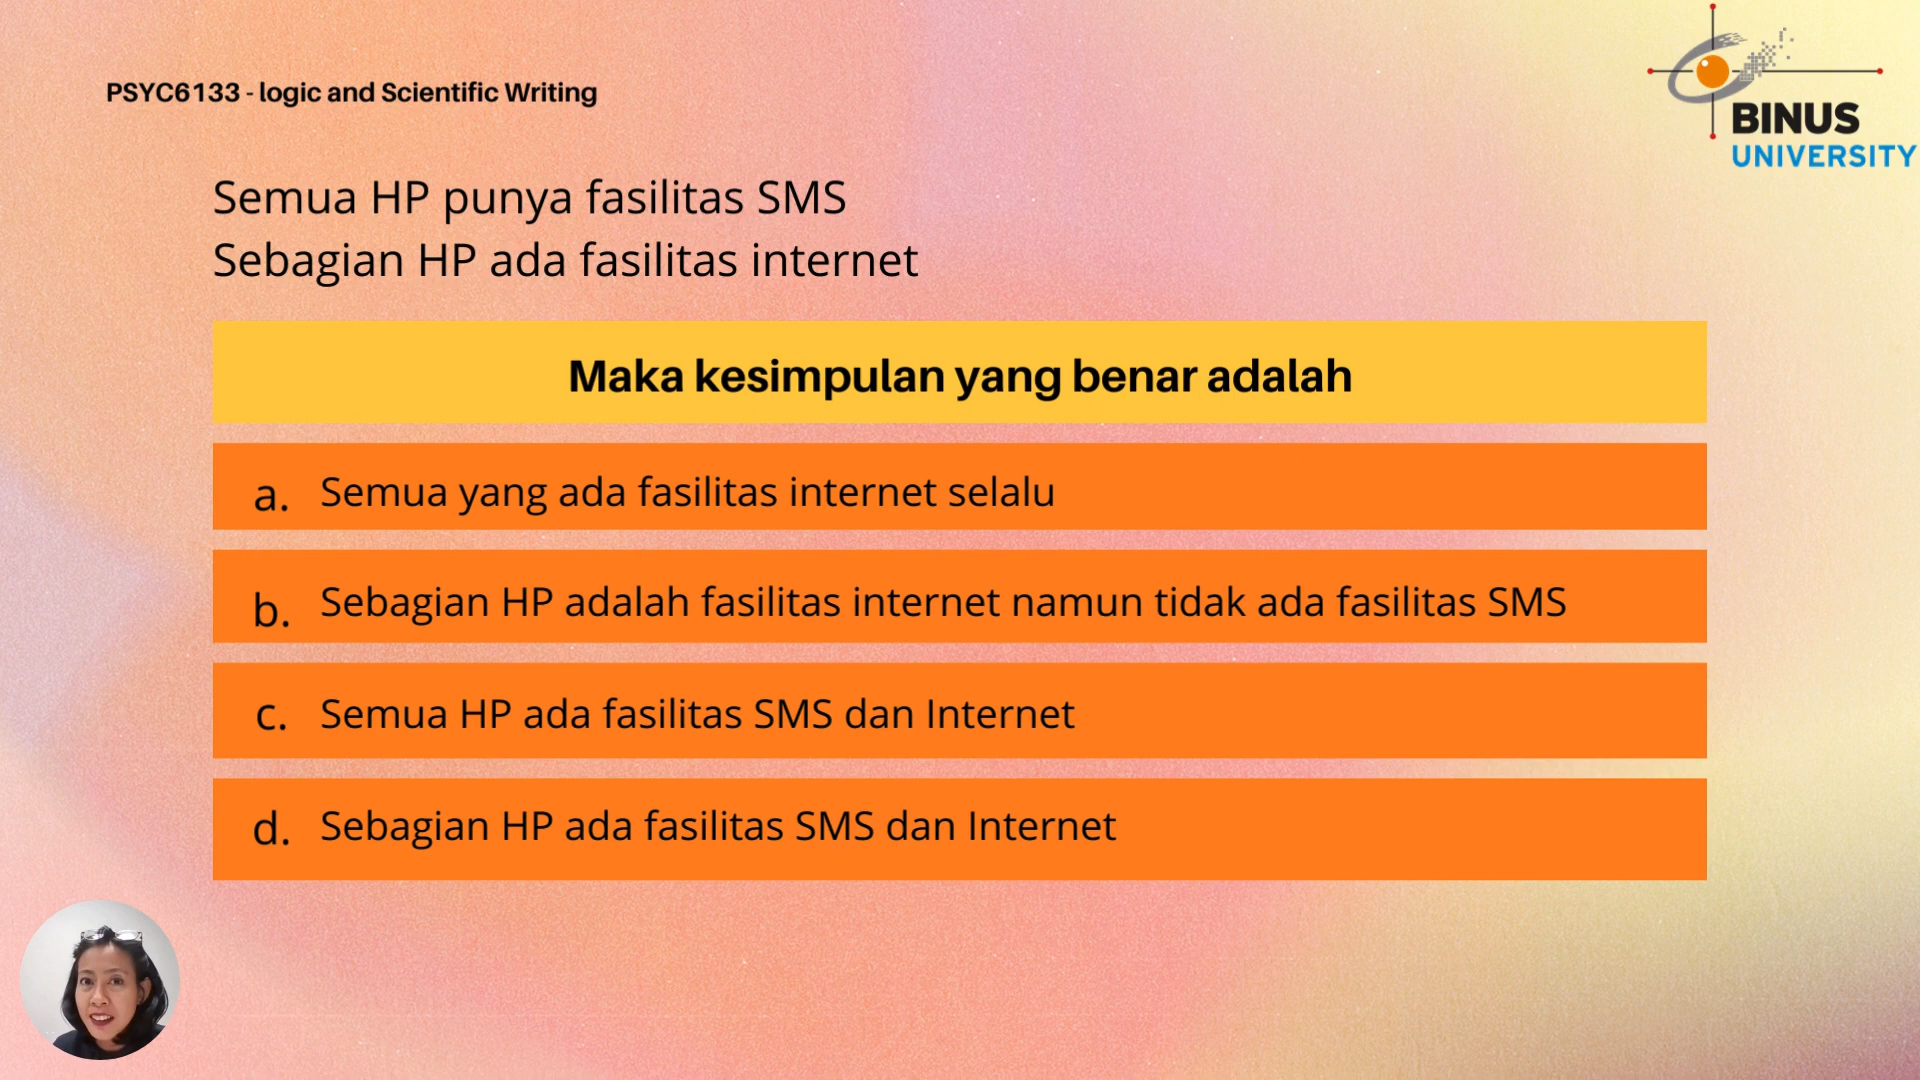 PSYC6133 - logic and Scientific Writing
BINUS
UNIVERSITY
Semua HP punya fasilitas SMS
Sebagian HP ada fasilitas internet
Maka kesimpulan yang benar adalah
a. Semua yang ada fasilitas internet selalu
b. Sebagian HP adalah fasilitas internet namun tidak ada fasilitas SMS
c. Semua HP ada fasilitas SMS dan Internet
d. Sebagian HP ada fasilitas SMS dan Internet